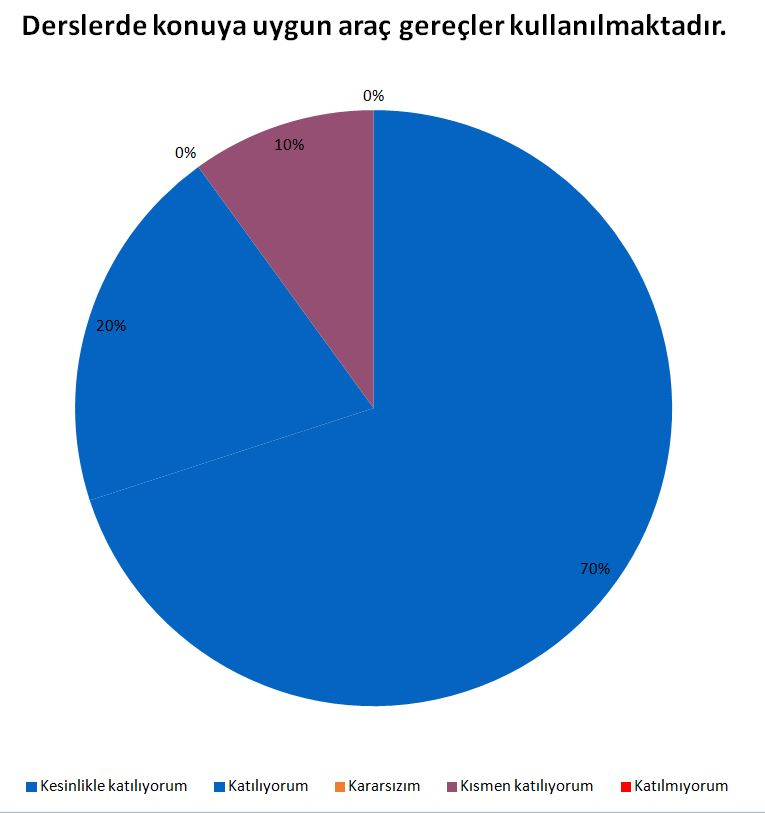 Derslerde konuya uygun araç gereçler kullanılmaktadır.
0%
0%
10%
20%
70%
Kesinlikle katılıyorum Katılıyorum Kararsızım Kısmen katılıyorum Katılmıyorum